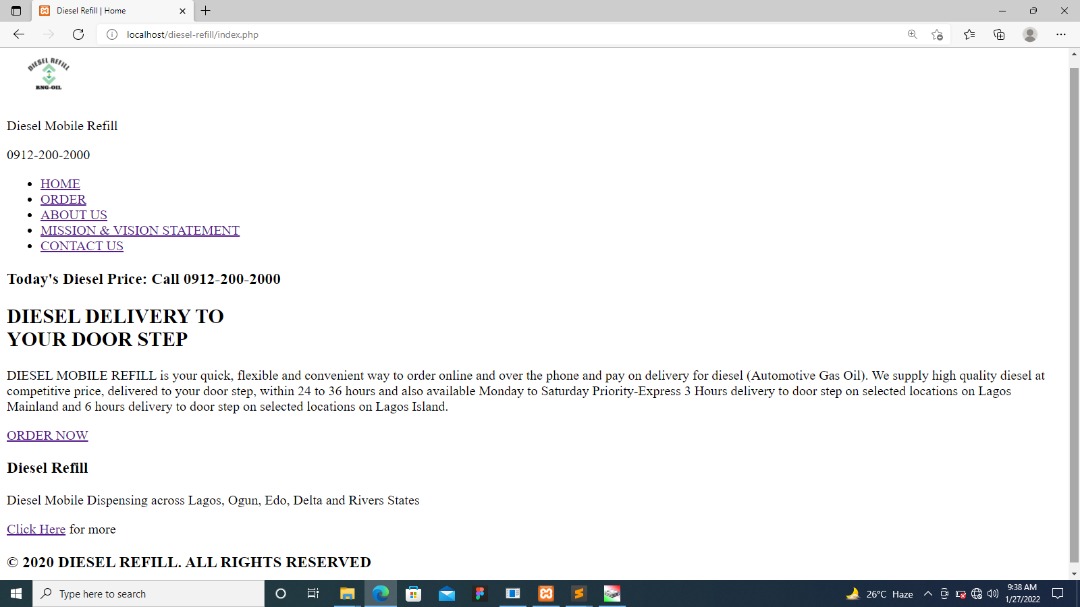 Diesel Refill | Home
localhost/diesel-refill/index.php
DIESEL REFILL
RNG-OIL
Diesel Mobile Refill
0912-200-2000
HOME
ORDER
ABOUT US
MISSION & VISION STATEMENT
CONTACT US
Today's Diesel Price: Call 0912-200-2000
DIESEL DELIVERY TO
YOUR DOOR STEP
DIESEL MOBILE REFILL is your quick, flexible and convenient way to order online and over the phone and pay on delivery for diesel (Automotive Gas Oil). We supply high quality diesel at
competitive price, delivered to your door step, within 24 to 36 hours and also available Monday to Saturday Priority-Express 3 Hours delivery to door step on selected locations on Lagos
Mainland and 6 hours delivery to door step on selected locations on Lagos Island.
ORDER NOW
Diesel Refill
Diesel Mobile Dispensing across Lagos, Ogun, Edo, Delta and Rivers States
Click Here for more
© 2020 DIESEL REFILL. ALL RIGHTS RESERVED
Type here to search
26°C Haze
9:38 AM
1/27/2022